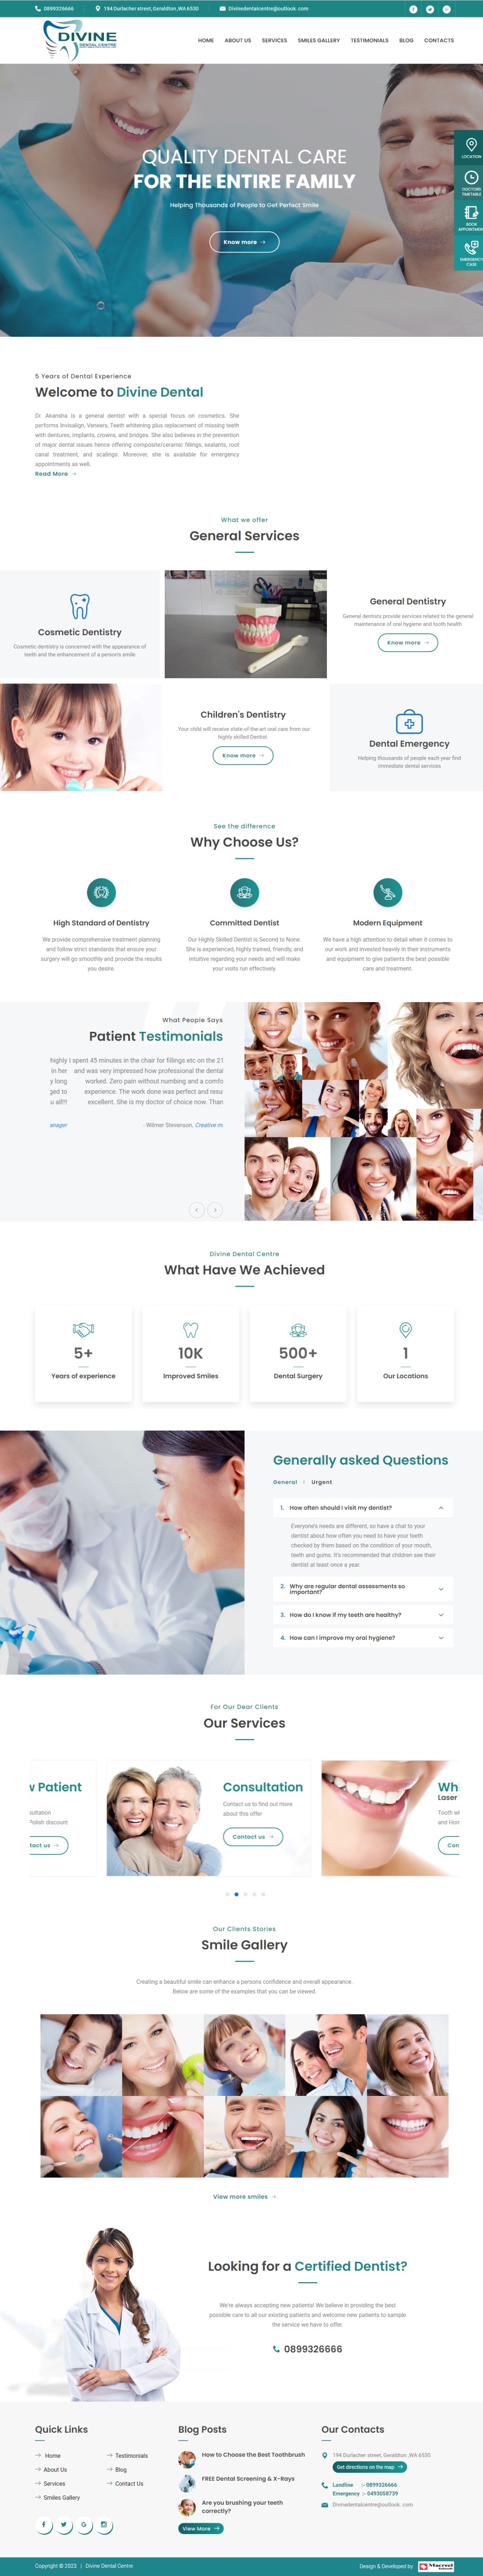 0899326666
194 Durlacher street, Geraldton ,WA 6530
Divinedentalcentre@outlook .com
DIVINE
DENTAL CENTRE
HOME
ABOUT US
SERVICES
SMILES GALLERY
TESTIMONIALS
BLOG
CONTACTS
QUALITY DENTAL CARE
FOR THE ENTIRE FAMILY
Helping Thousands of People to Get Perfect Smile
Know more
LOCATION
DOCTORS
TIMETABLE
BOOK
APPOINTMEN
EMERGENCY
CASE
5 Years of Dental Experience
Welcome to Divine Dental
Dr. Akansha is a general dentist with a special focus on cosmetics. She
performs Invisalign, Veneers, Teeth whitening plus replacement of missing teeth
with dentures, implants, crowns, and bridges. She also believes in the prevention
of major dental issues hence offering composite/ceramic fillings, sealants, root
canal treatment, and scalings. Moreover, she is available for emergency
appointments as well.
Read More
What we offer
General Services
Cosmetic Dentistry
Cosmetic dentistry is concerned with the appearance of
teeth and the enhancement of a person's smile
General Dentistry
General dentists provide services related to the general
maintenance of oral hygiene and tooth health
Know more
Children's Dentistry
Your child will receive state-of-the-art oral care from our
highly skilled Dentist.
Know more
Dental Emergency
Helping thousands of people each year find
immediate dental services
See the difference
Why Choose Us?
High Standard of Dentistry
We provide comprehensive treatment planning
and follow strict standards that ensure your
surgery will go smoothly and provide the results
you desire.
Committed Dentist
Our Highly Skilled Dentist is Second to None.
She is experienced, highly trained, friendly, and
intuitive regarding your needs and will make
your visits run effectively.
Modern Equipment
We have a high attention to detail when it comes to
our work and invested heavily in their instruments
and equipment to give patients the best possible
care and treatment.
What People Says
Patient Testimonials
highly I spent 45 minutes in the chair for fillings etc on the 21
in her and was very impressed how professional the dental
y long worked. Zero pain without numbing and a comfo
ged to experience. The work done was perfect and resu
u all!!! excellent. She is my doctor of choice now. Than
anager - Wilmer Stevenson, Creative m
Divine Dental Centre
What Have We Achieved
5+
Years of experience
10K
Improved Smiles
500+
Dental Surgery
1
Our Locations
Generally asked Questions
General
Urgent
1. How often should I visit my dentist?
Everyone's needs are different, so have a chat to your
dentist about how often you need to have your teeth
checked by them based on the condition of your mouth,
teeth and gums. It's recommended that children see their
dentist at least once a year.
2. Why are regular dental assessments so
important?
3. How do I know if my teeth are healthy?
4. How can I improve my oral hygiene?
For Our Dear Clients
Our Services
w Patient
sultation
Polish discount
tact us
Consultation
Contact us to find out more
about this offer
Contact us
Whi
Laser
Tooth wh
and Hom
Con
Our Clients Stories
Smile Gallery
Creating a beautiful smile can enhance a persons confidence and overall appearance.
Below are some of the examples that you can be viewed.
View more smiles
Looking for a Certified Dentist?
We're always accepting new patients! We believe in providing the best
possible care to all our existing patients and welcome new patients to sample
the service we have to offer.
0899326666
Quick Links
Home
About Us
Services
Smiles Gallery
Testimonials
Blog
Contact Us
Blog Posts
How to Choose the Best Toothbrush
FREE Dental Screening & X-Rays
Are you brushing your teeth
correctly?
View More
Our Contacts
194 Durlacher street, Geraldton ,WA 6530
Get directions on the map
Landline :- 0899326666
Emergency :- 0493058739
Divinedentalcentre@outlook .com
Copyright © 2023 | Divine Dental Centre
Design & Developed by
Macreel